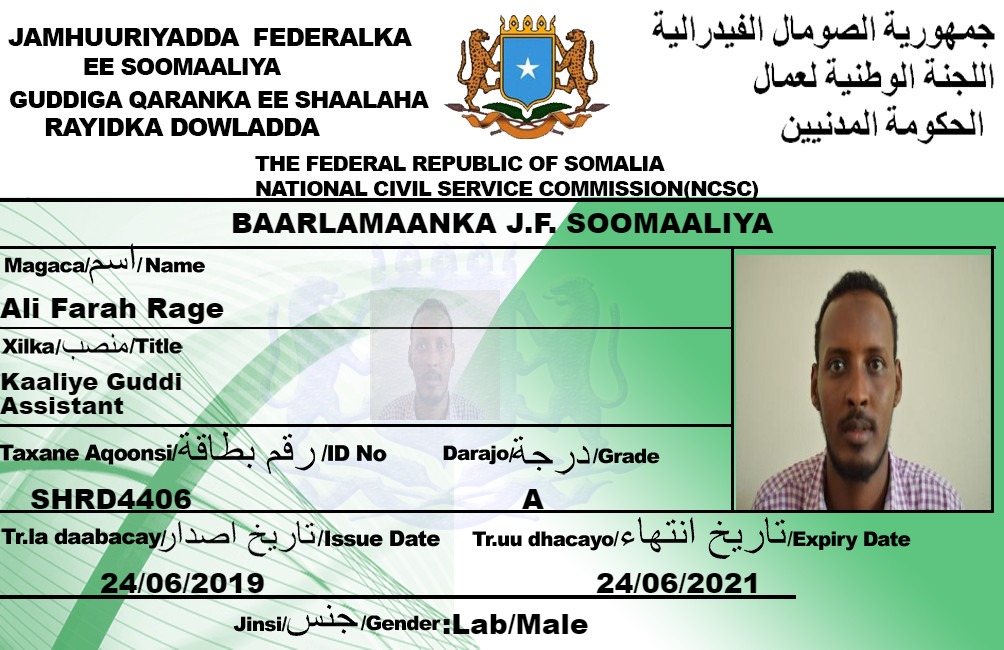 JAMHUURIYADDA FEDERALKA
EE SOOMAALIYA
GUDDIGA QARANKA EE SHAALAHA
RAYIDKA DOWLADDA
جمهورية الصومال الفيدرالية
اللجنة الوطنية لعمال
الحكومة المدنيين
THE FEDERAL REPUBLIC OF SOMALIA
NATIONAL CIVIL SERVICE COMMISSION(NCSC)
BAARLAMAANKA J.F. SOOMAALIYA
Magaca/اسم/Name
Ali Farah Rage
Xilka/منصب/Title
Kaaliye Guddi
Assistant
Taxane Aqoonsi/رقم بطاقة/ID No
SHRD4406
Darajo/درجة/Grade
A
Tr.la daabacay/تاريخ اصدار/Issue Date
24/06/2019
Tr.uu dhacayo/تاريخ انتهاء/Expiry Date
24/06/2021
Jinsi/جنس/Gender:Lab/Male